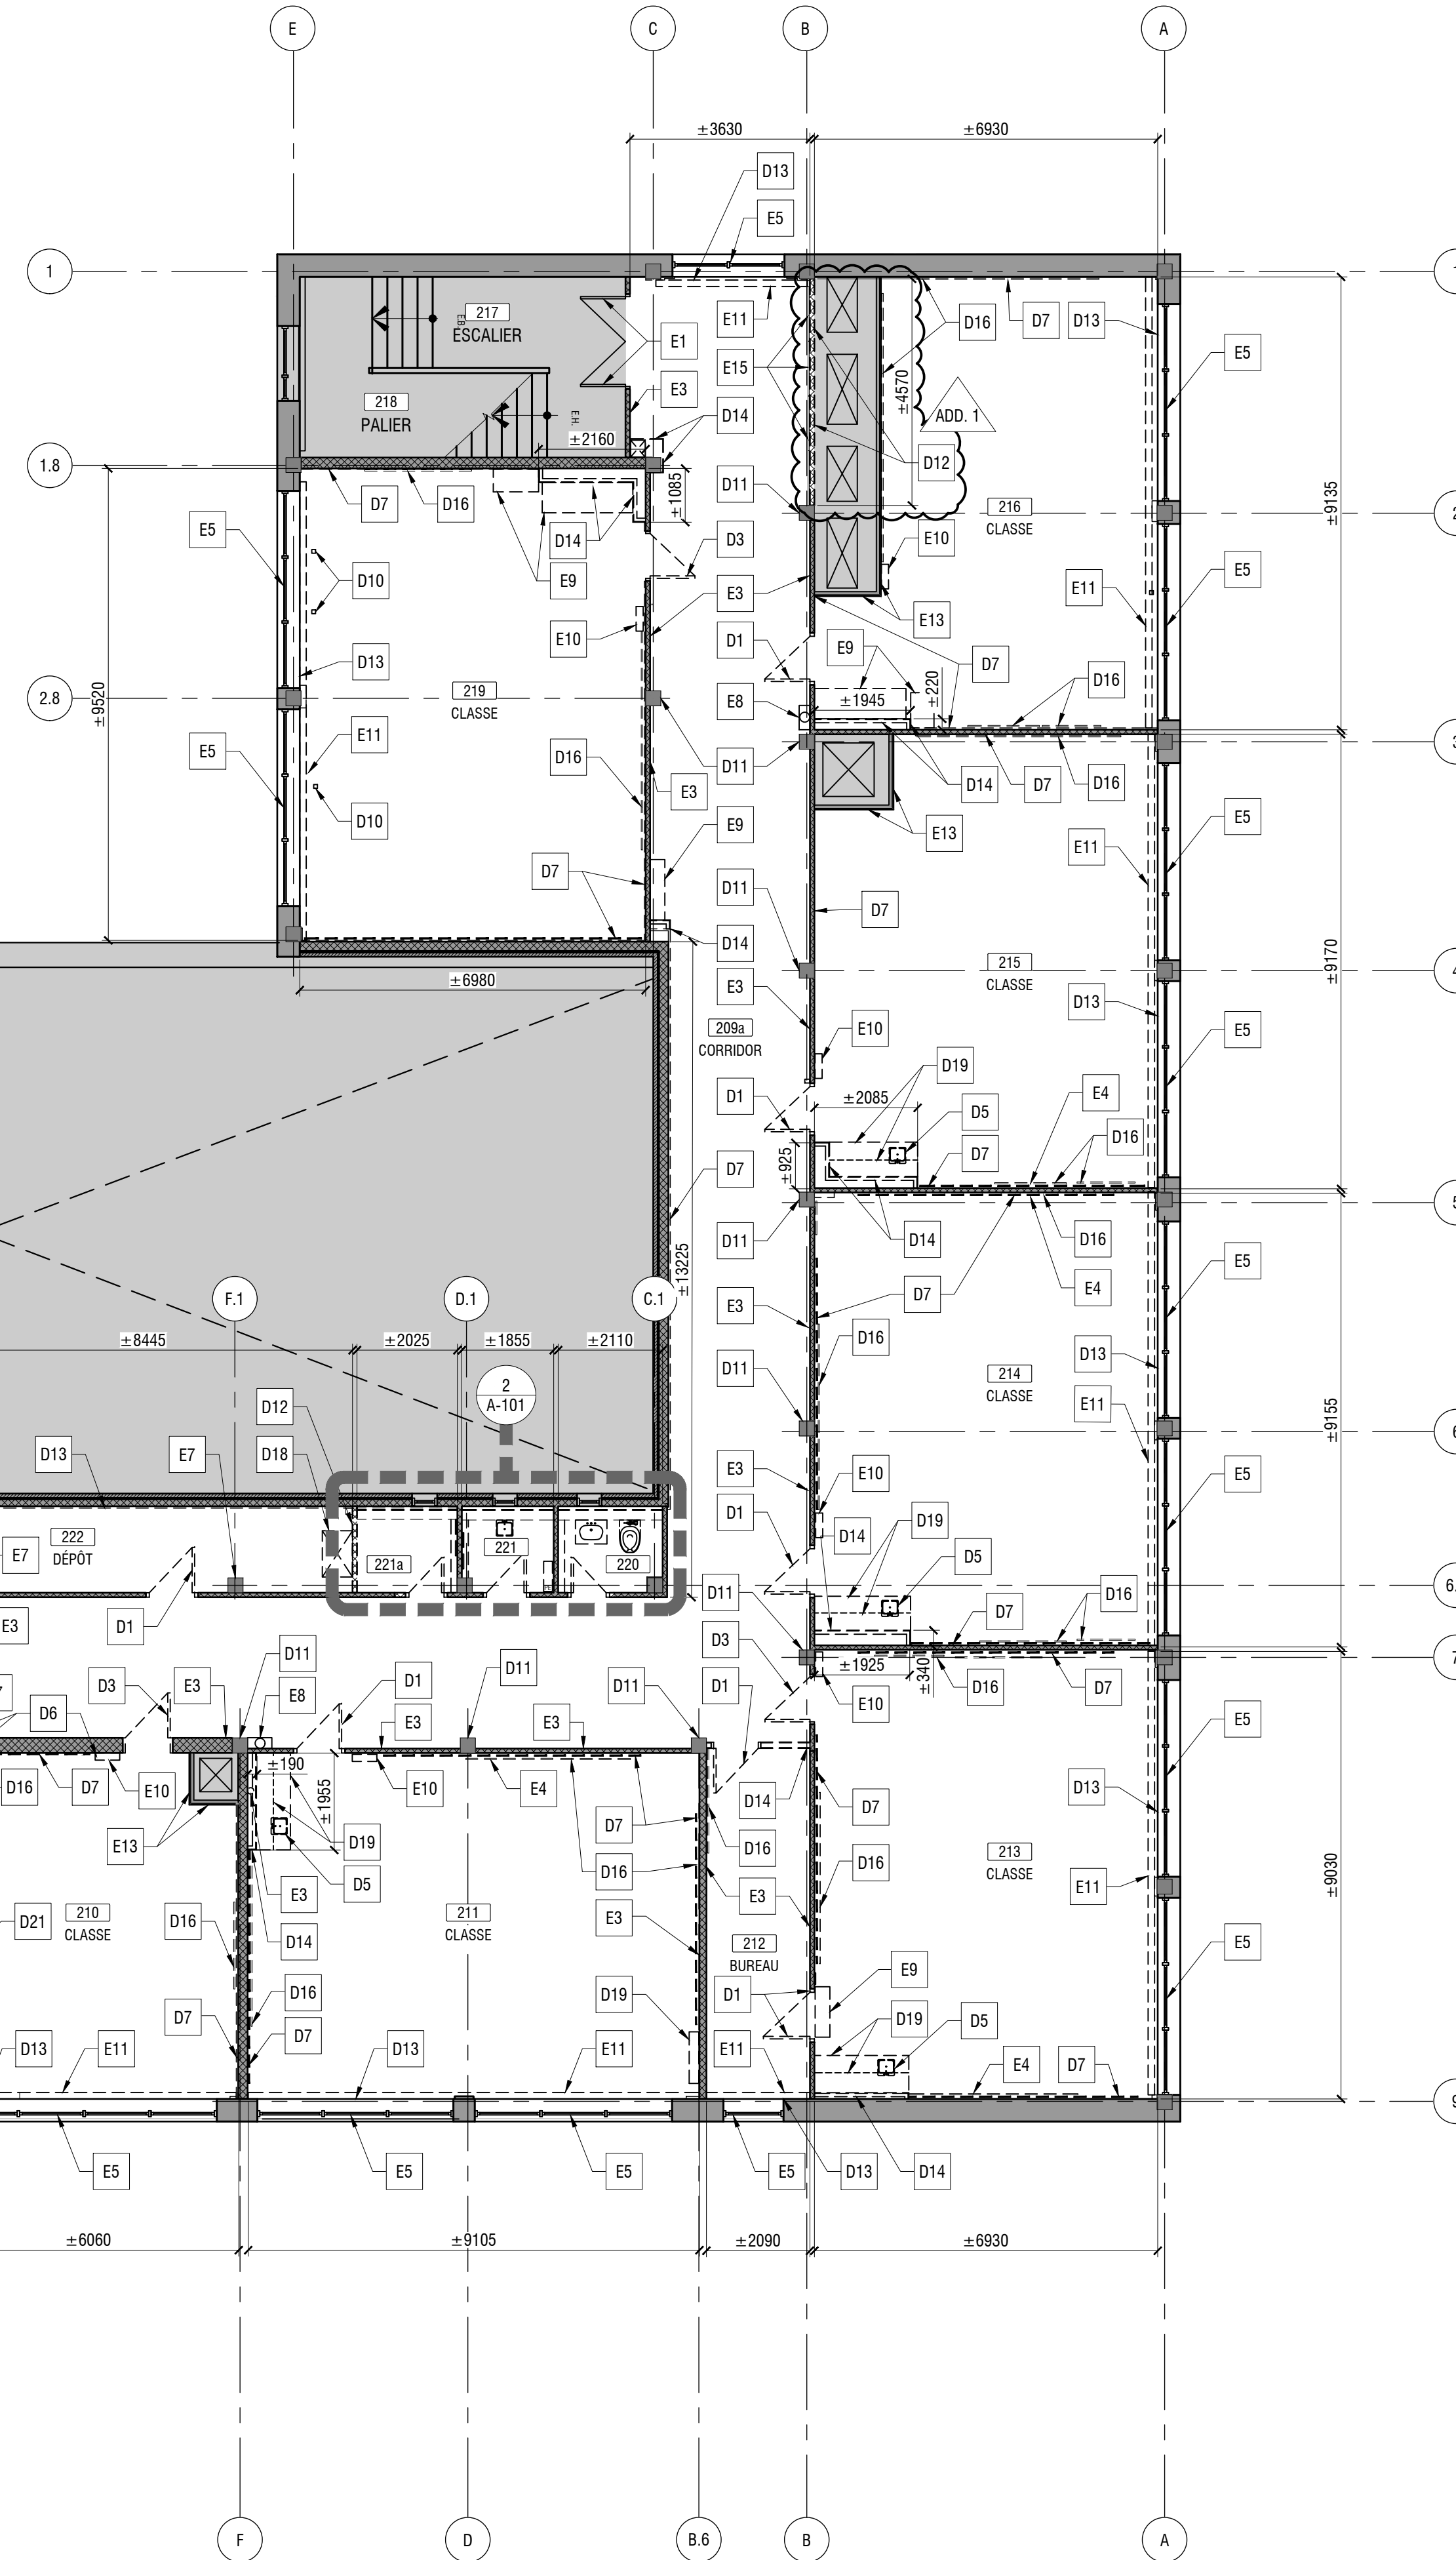 E
C
B
A
±3630
±6930
D13
E5
1
217
ESCALIER
E.B.
E11
D16
D7
D13
E1
E15
E5
218
PALIER
E3
±4570
ADD. 1
E.H.
D14
±2160
D12
1.8
D7
D16
±1085
D11
216
CLASSE
±9135
E5
D14
D3
E10
D10
E9
E3
E11
E5
E13
E10
D1
E9
D7
D13
±220
D16
2.8
±9520
219
CLASSE
E8
±1945
E11
E5
D16
D11
D14
D7
D16
3
E3
D10
E9
E13
E11
E5
D7
D11
D7
D14
±6980
E3
215
CLASSE
±9170
D13
209a
CORRIDOR
E10
E5
D19
D1
±2085
D5
E4
D16
±925
D7
D7
5
D11
D14
D16
±13225
E5
F.1
D.1
C.1
E3
D7
E4
±8445
±2025
±1855
±2110
D16
D13
D11
214
CLASSE
2
A-101
D12
E11
±9155
D13
E7
D18
E3
E10
E5
D1
222
DÉPÔT
D14
D19
E7
221a
221
220
D5
D11
D16
D7
E3
D1
D3
D11
D11
±1925
±340
7
D3
E3
E8
D1
D11
D1
E10
D16
D7
D6
E3
E3
E5
±190
D16
D7
E10
±1955
E10
E4
D14
D7
D13
E13
D19
D7
D16
D5
D16
D16
213
CLASSE
E3
E3
E11
±9030
D21
210
CLASSE
D16
211
CLASSE
E3
D14
212
BUREAU
E5
E9
D16
D19
D1
D7
D7
D19
D5
D13
E11
D13
E11
E11
E4
D7
9
E5
E5
E5
E5
D13
D14
±6060
±9105
±2090
±6930
F
D
B.6
B
A